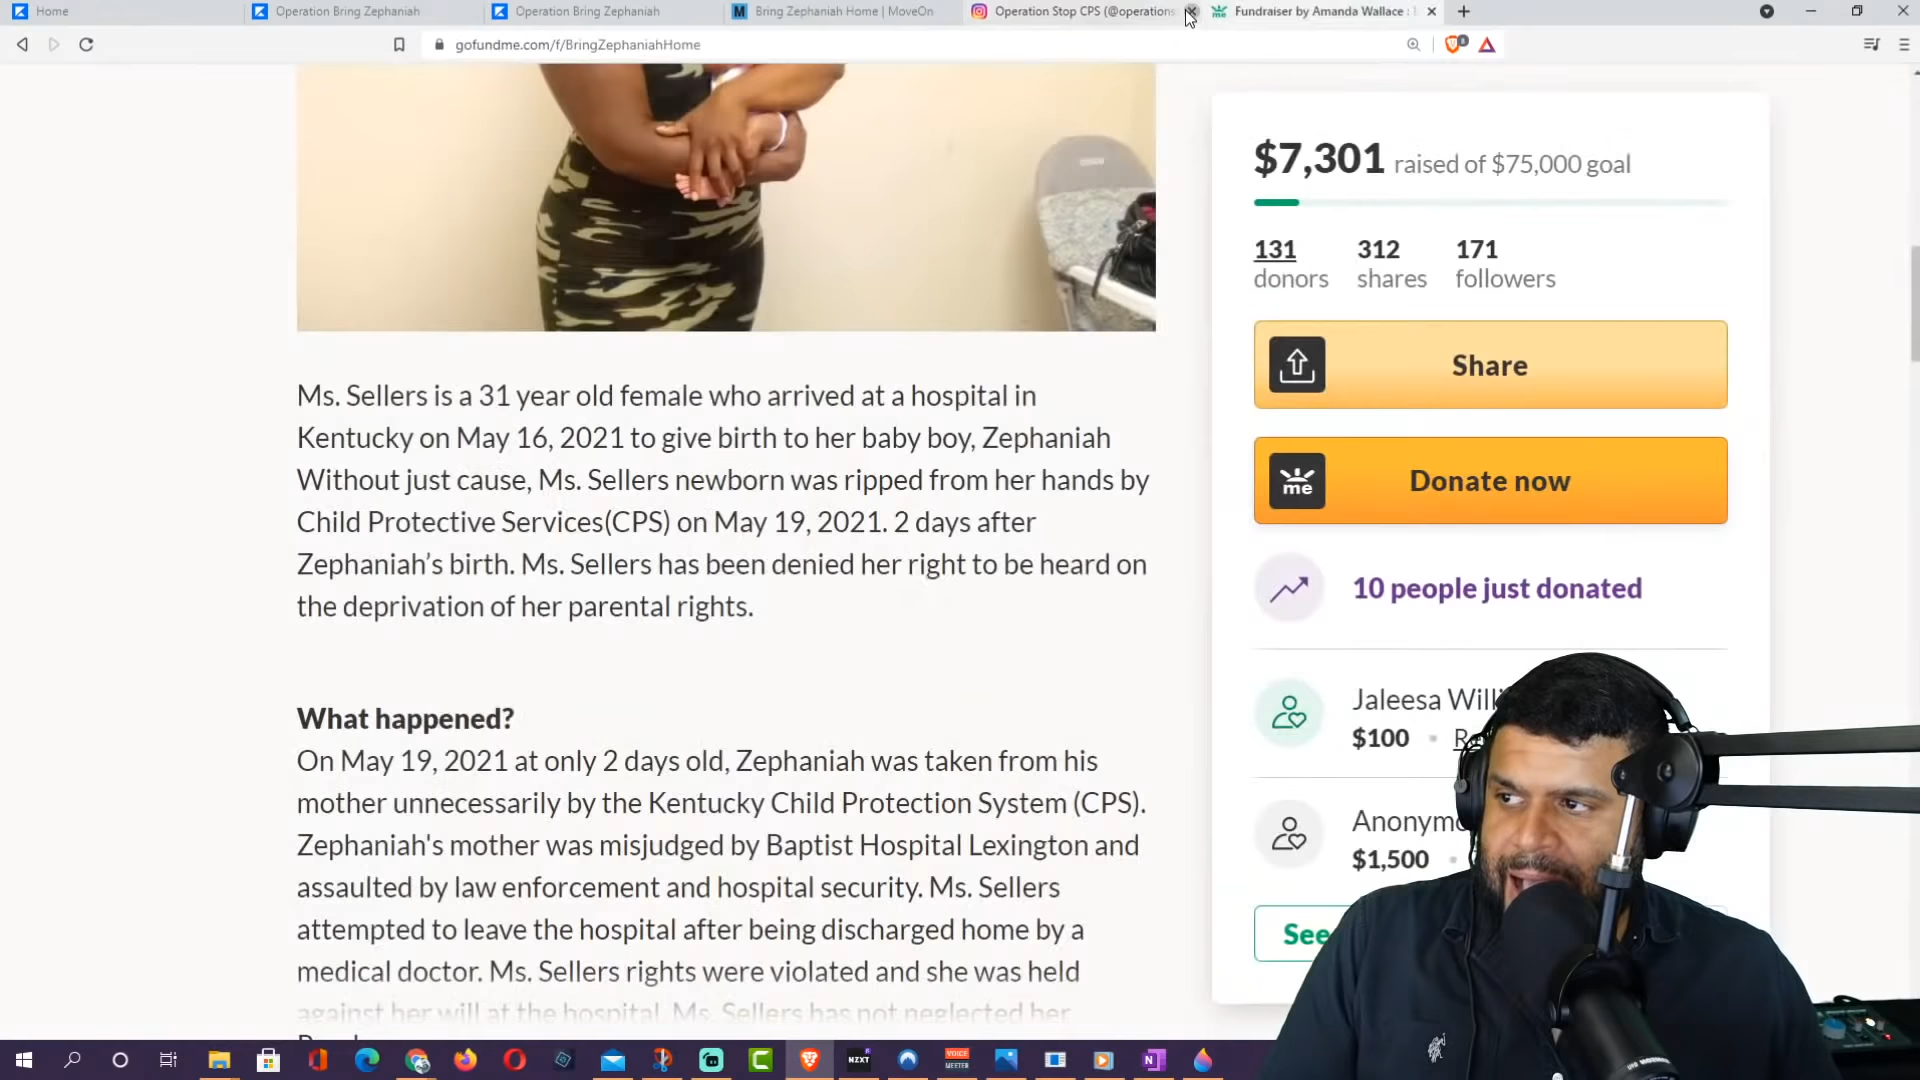 Home
Operation Bring Zephaniah
Operation Bring Zephaniah
Bring Zephaniah Home | MoveOn
Operation Stop CPS (@operations
Fundraiser by Amanda Wallace :
gofundme.com/f/BringZephaniahHome
$7,301 raised of $75,000 goal
131 donors
312 shares
171 followers
Share
me
Donate now
10 people just donated
Jaleesa
$100
$1,500
See
Ms. Sellers is a 31 year old female who arrived at a hospital in
Kentucky on May 16, 2021 to give birth to her baby boy, Zephaniah
Without just cause, Ms. Sellers newborn was ripped from her hands by
Child Protective Services(CPS) on May 19, 2021. 2 days after
Zephaniah’s birth. Ms. Sellers has been denied her right to be heard on
the deprivation of her parental rights.
What happened?
On May 19, 2021 at only 2 days old, Zephaniah was taken from his
mother unnecessarily by the Kentucky Child Protection System (CPS).
Zephaniah's mother was misjudged by Baptist Hospital Lexington and
assaulted by law enforcement and hospital security. Ms. Sellers
attempted to leave the hospital after being discharged home by a
medical doctor. Ms. Sellers rights were violated and she was held
against her will at the hospital. Ms. Sellers has not neglected her
NZXT
VOICE
MEETER